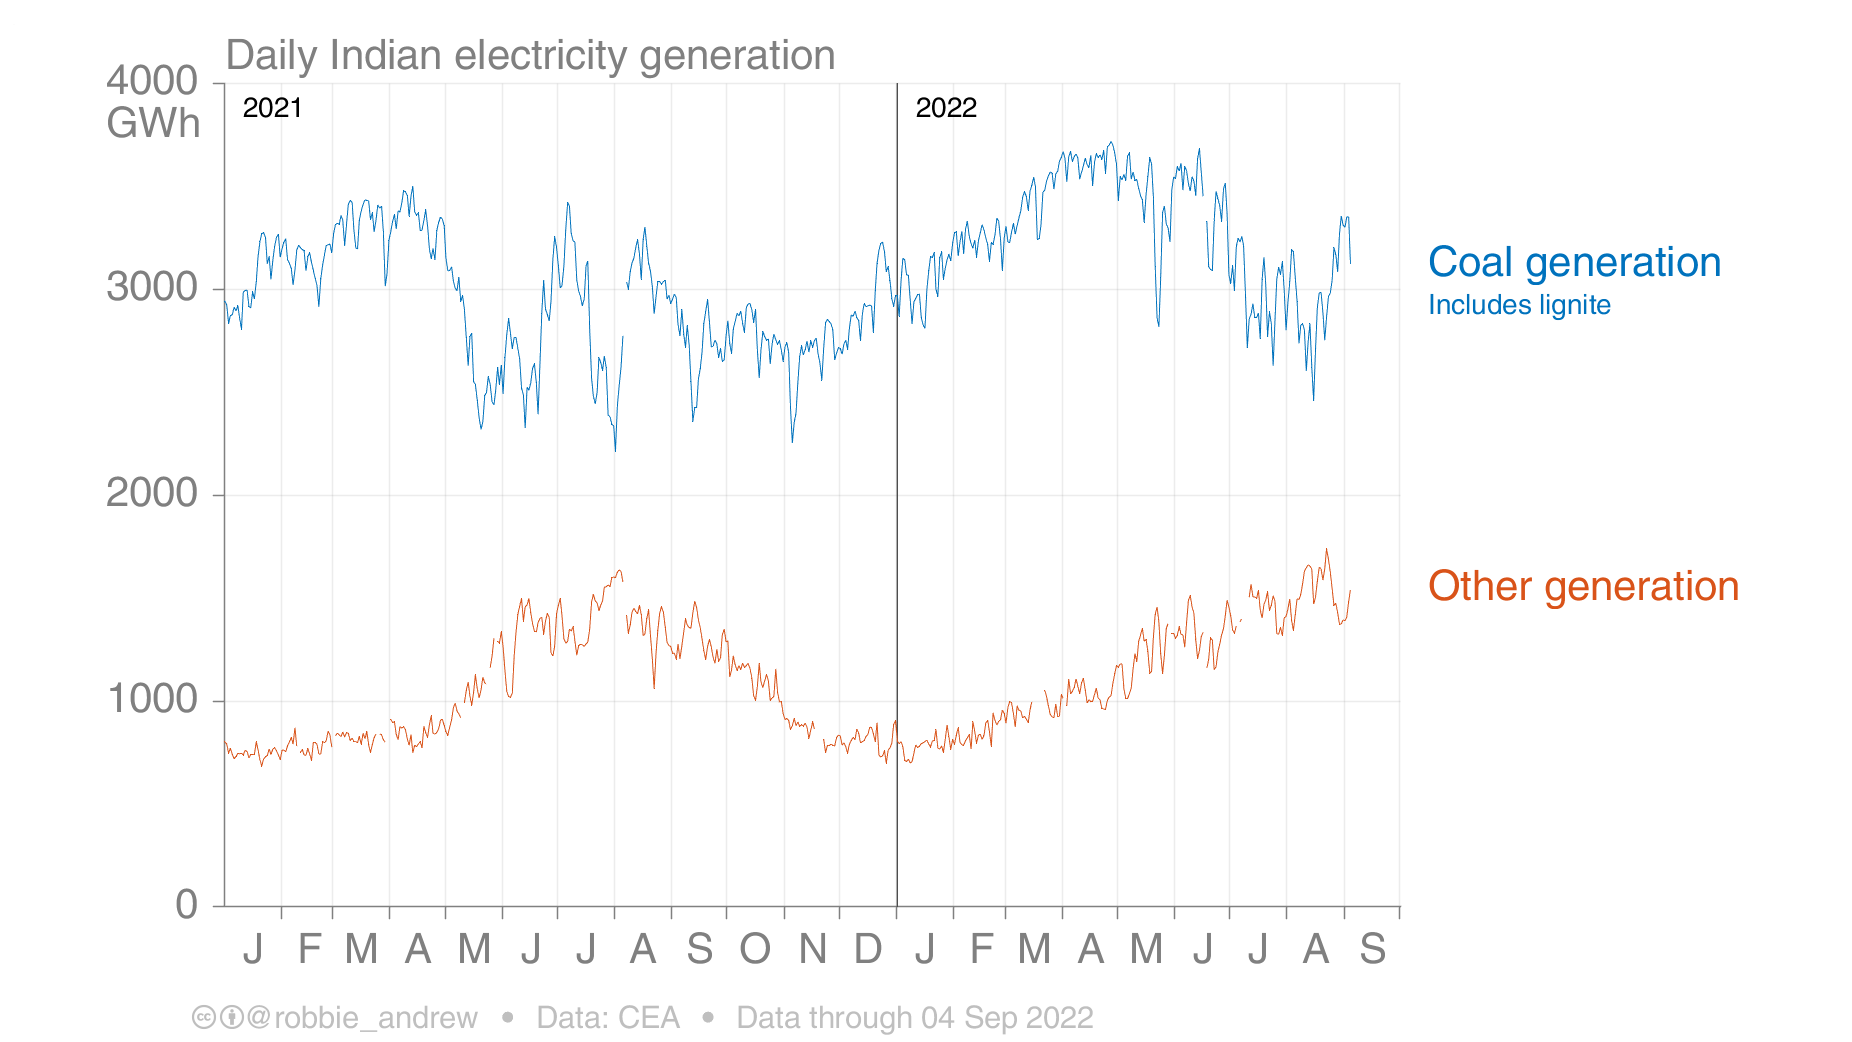 Daily Indian electricity generation
4000
GWh
2021
2022
3000
2000
1000
0
Coal generation
Includes lignite
Other generation
J F M A M J J A S O N D J F M A M J J A S
cc @robbie_andrew • Data: CEA • Data through 04 Sep 2022